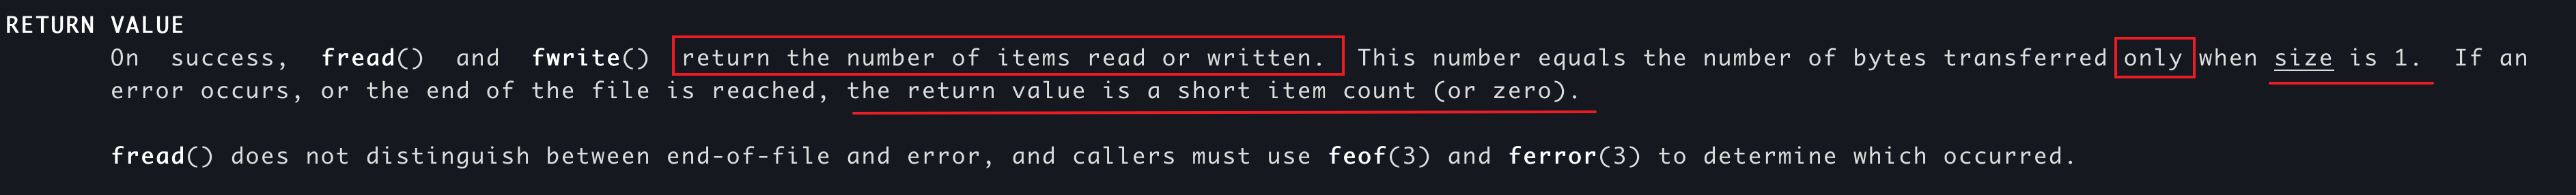 RETURN VALUE
On success, fread() and fwrite() return the number of items read or written. This number equals the number of bytes transferred only when size is 1. If an
error occurs, or the end of the file is reached, the return value is a short item count (or zero).
fread() does not distinguish between end-of-file and error, and callers must use feof(3) and ferror(3) to determine which occurred.